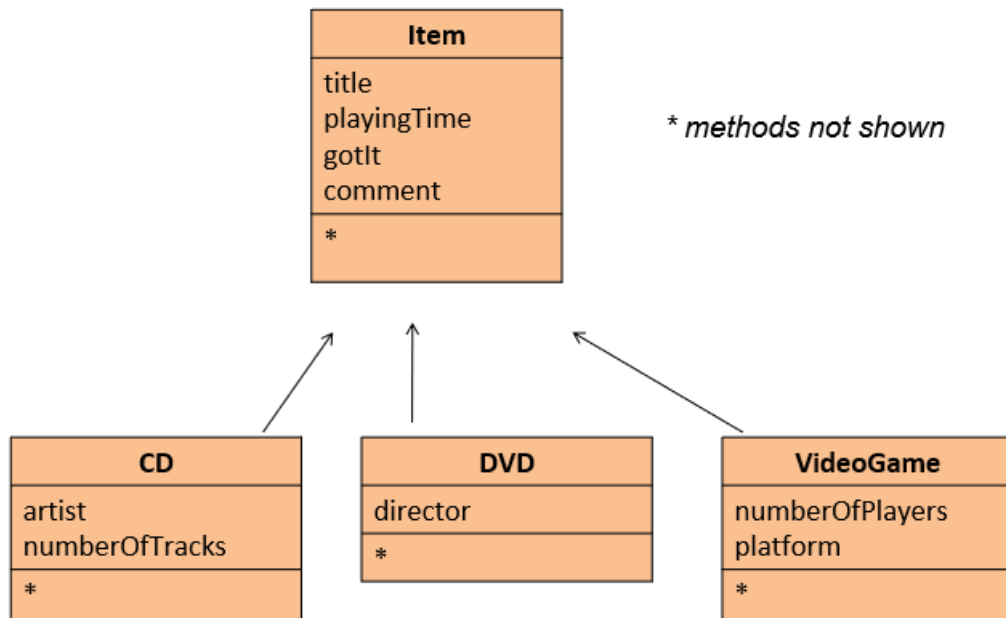 Item
title
playingTime
gotIt
comment
*
* methods not shown
CD
artist
numberOfTracks
*
DVD
director
*
VideoGame
numberOfPlayers
platform
*